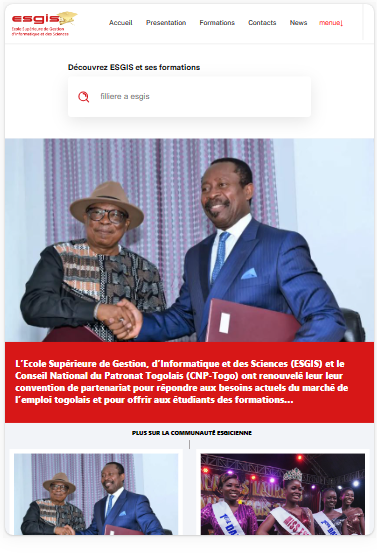 esgis
Ecole Supérieure de Gestion
d'Informatique et des Sciences
Accueil Presentation Formations Contacts News menue
Découvrez ESGIS et ses formations
filliere a esgis
L'Ecole Supérieure de Gestion, d'Informatique et des Sciences (ESGIS) et le
Conseil National du Patronat Togolais (CNP-Togo) ont renouvelé leur leur
convention de partenariat pour répondre aux besoins actuels du marché de
l'emploi togolais et pour offrir aux étudiants des formations...
PLUS SUR LA COMMUNAUTÉ ESGICIENNE
MISS